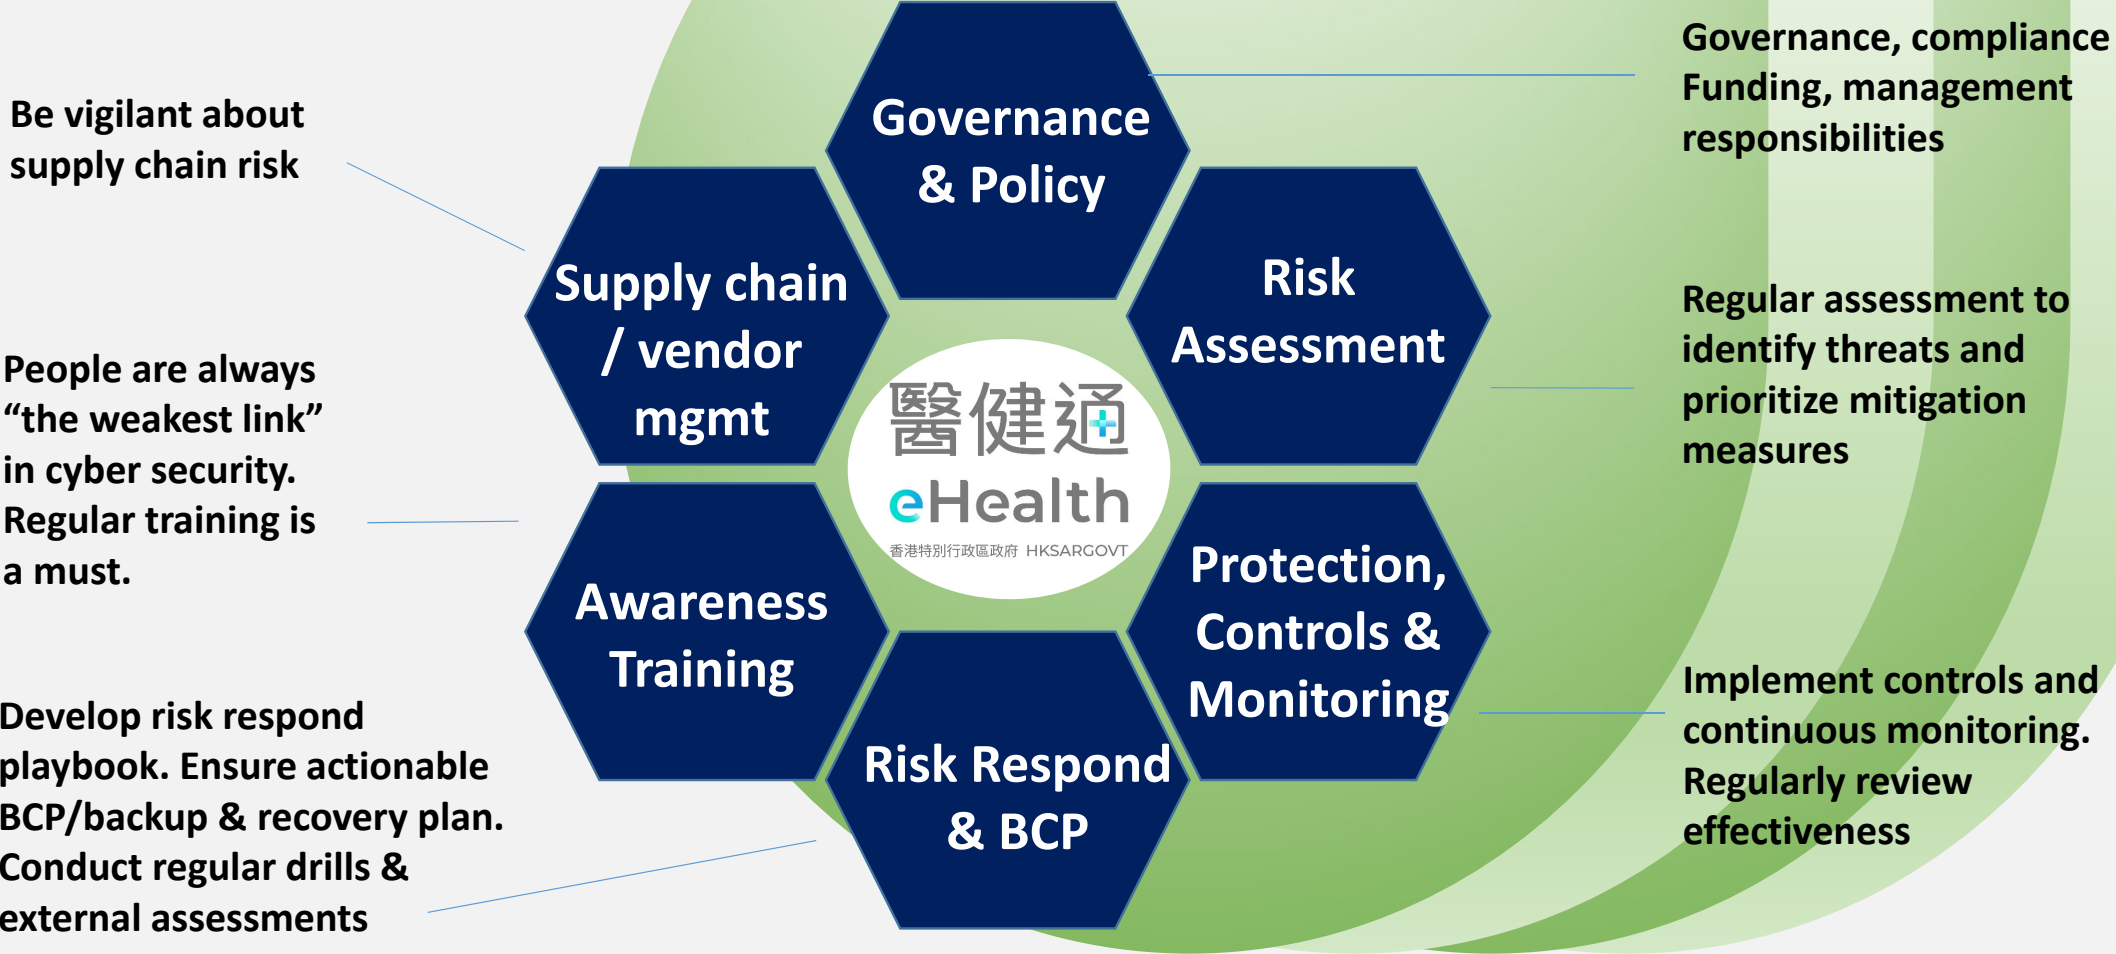 Governance
& Policy
Governance, compliance
Funding, management
responsibilities
Risk
Assessment
Regular assessment to
identify threats and
prioritize mitigation
measures
Protection,
Controls &
Monitoring
Implement controls and
continuous monitoring.
Regularly review
effectiveness
Risk Respond
& BCP
Develop risk respond
playbook. Ensure actionable
BCP/backup & recovery plan.
Conduct regular drills &
external assessments
Awareness
Training
People are always
“the weakest link”
in cyber security.
Regular training is
a must.
Supply chain
/ vendor
mgmt
Be vigilant about
supply chain risk
醫健通
eHealth
香港特別行政區政府 HKSARGOVT